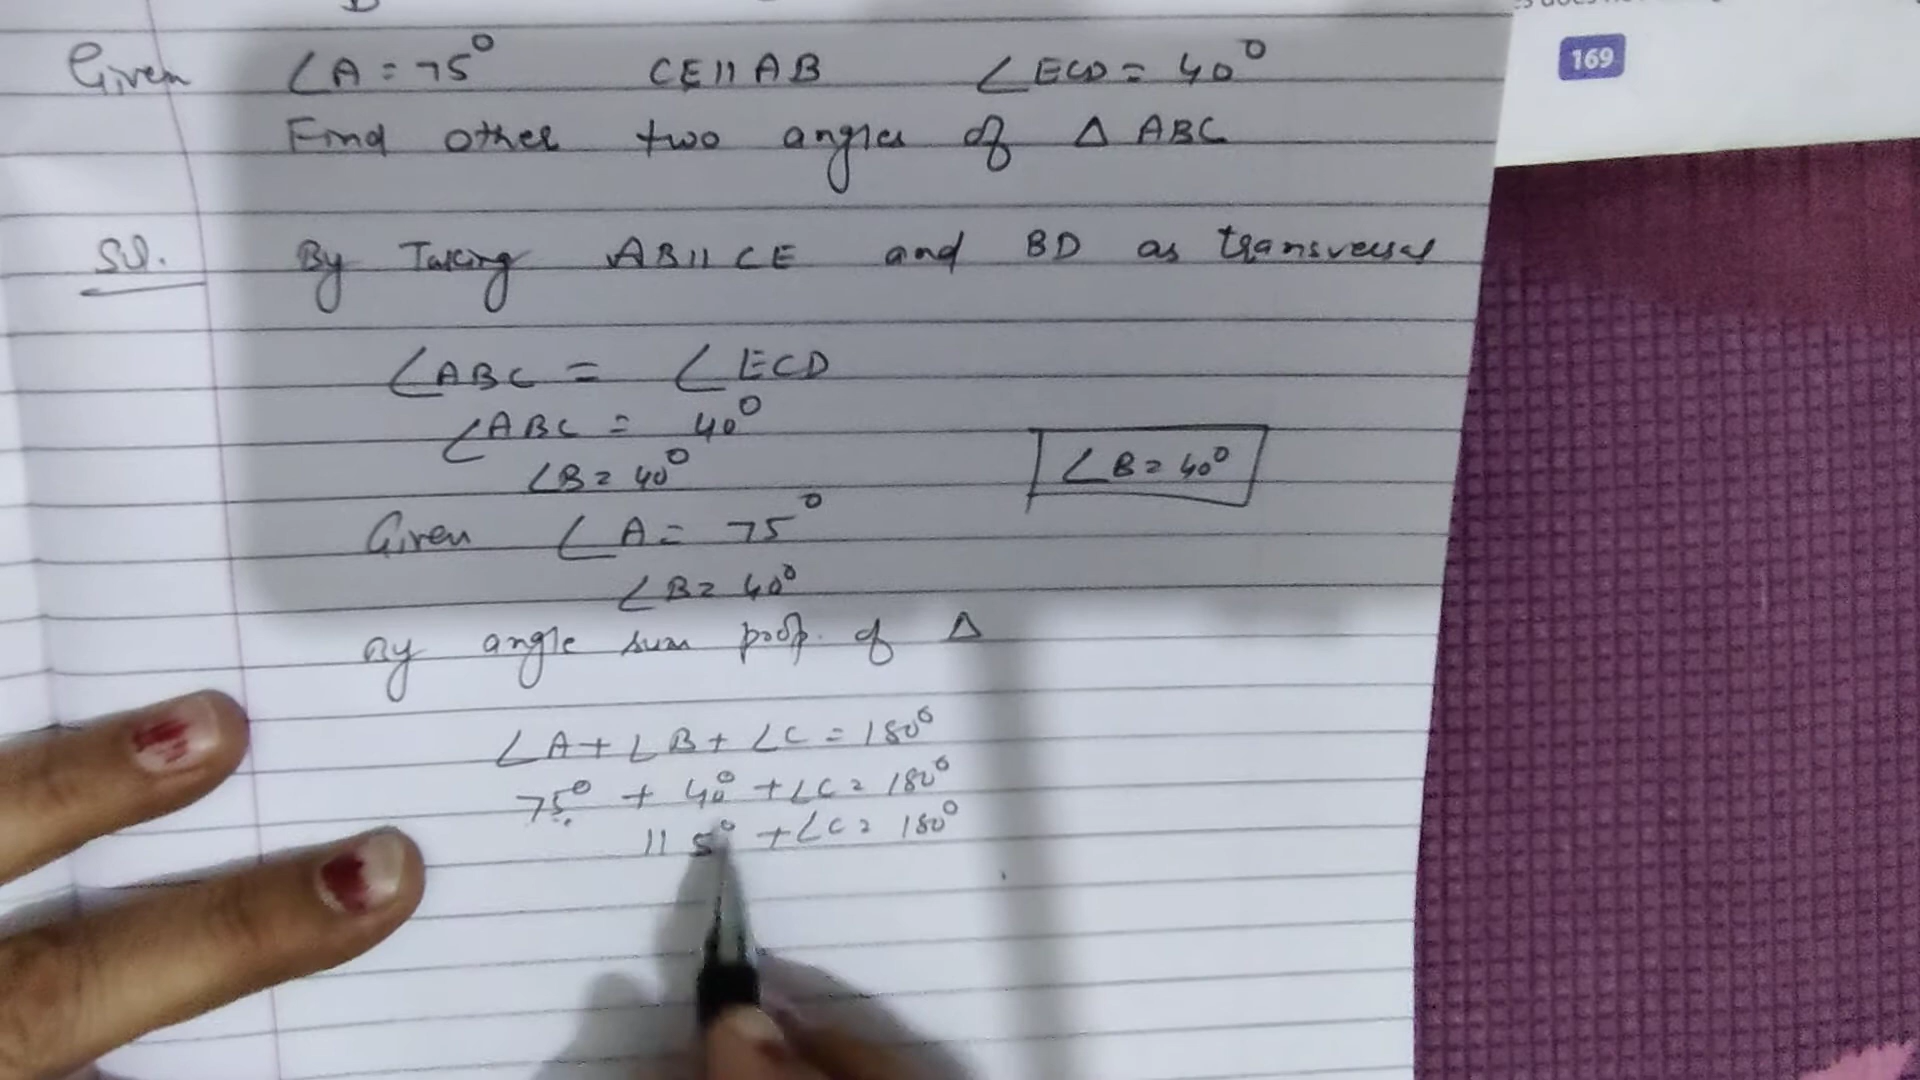 169
Given ∠A = 75° CE || AB ∠ECD = 40°
Find other two angles of △ ABC
Sol. By Taking AB || CE and BD as transversal
∠ABC = ∠ECD
∠ABC = 40°
∠B = 40°
∠B = 40°
Given ∠A = 75°
∠B = 40°
By angle sum prop. of △
∠A + ∠B + ∠C = 180°
75° + 40° + ∠C = 180°
115° + ∠C = 180°